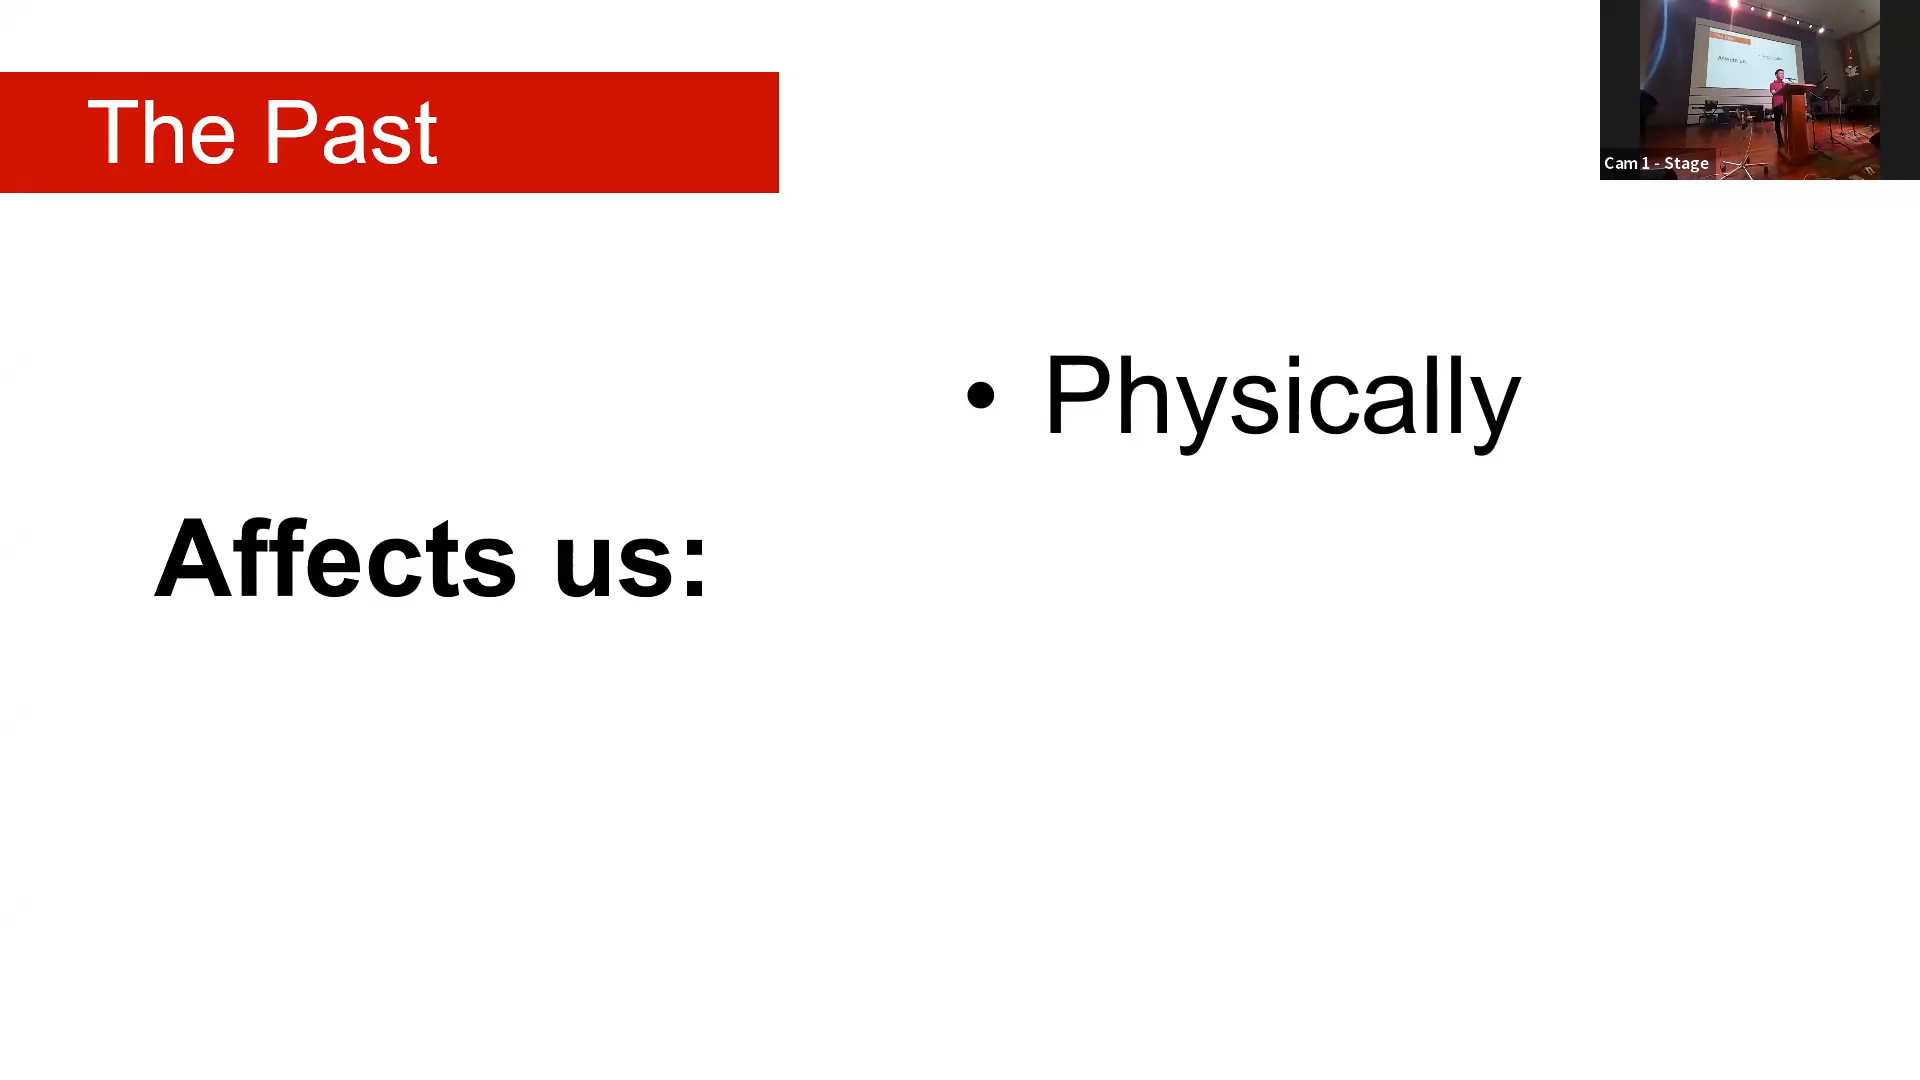 The Past
Cam 1 - Stage
• Physically
Affects us: